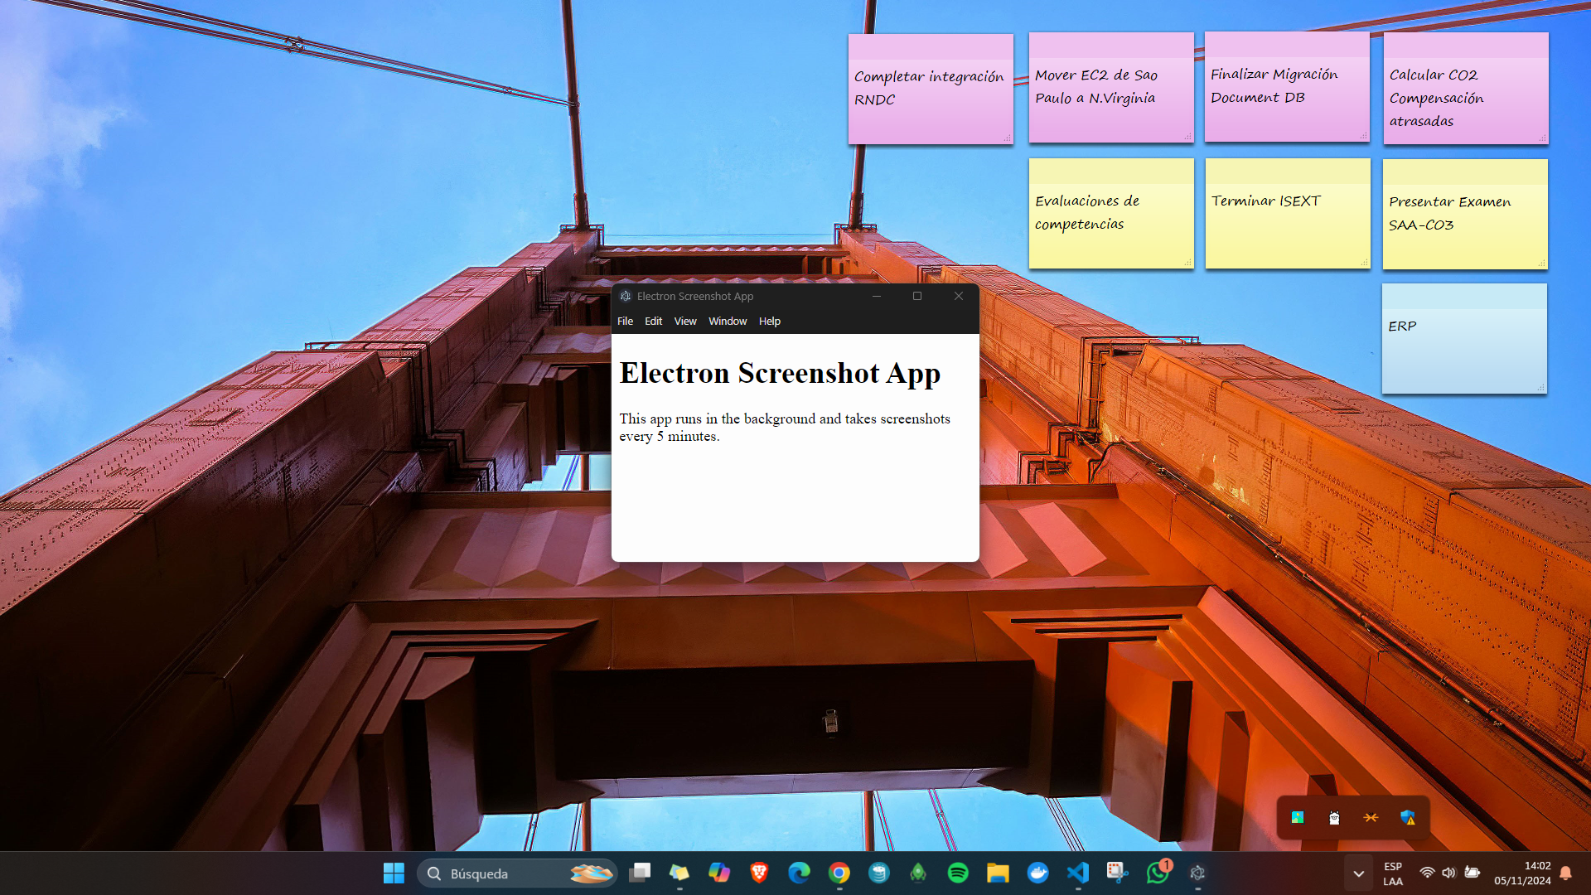 Completar integración
RNDC
Mover EC2 de Sao
Paulo a N.Virginia
Finalizar Migración
Document DB
Calcular CO2
Compensación
atrasadas
Evaluaciones de
competencias
Terminar ISEXT
Presentar Examen
SAA-C03
ERP
Electron Screenshot App
File Edit View Window Help
Electron Screenshot App
This app runs in the background and takes screenshots
every 5 minutes.
Búsqueda
1
ESP
LAA
14:02
05/11/2024